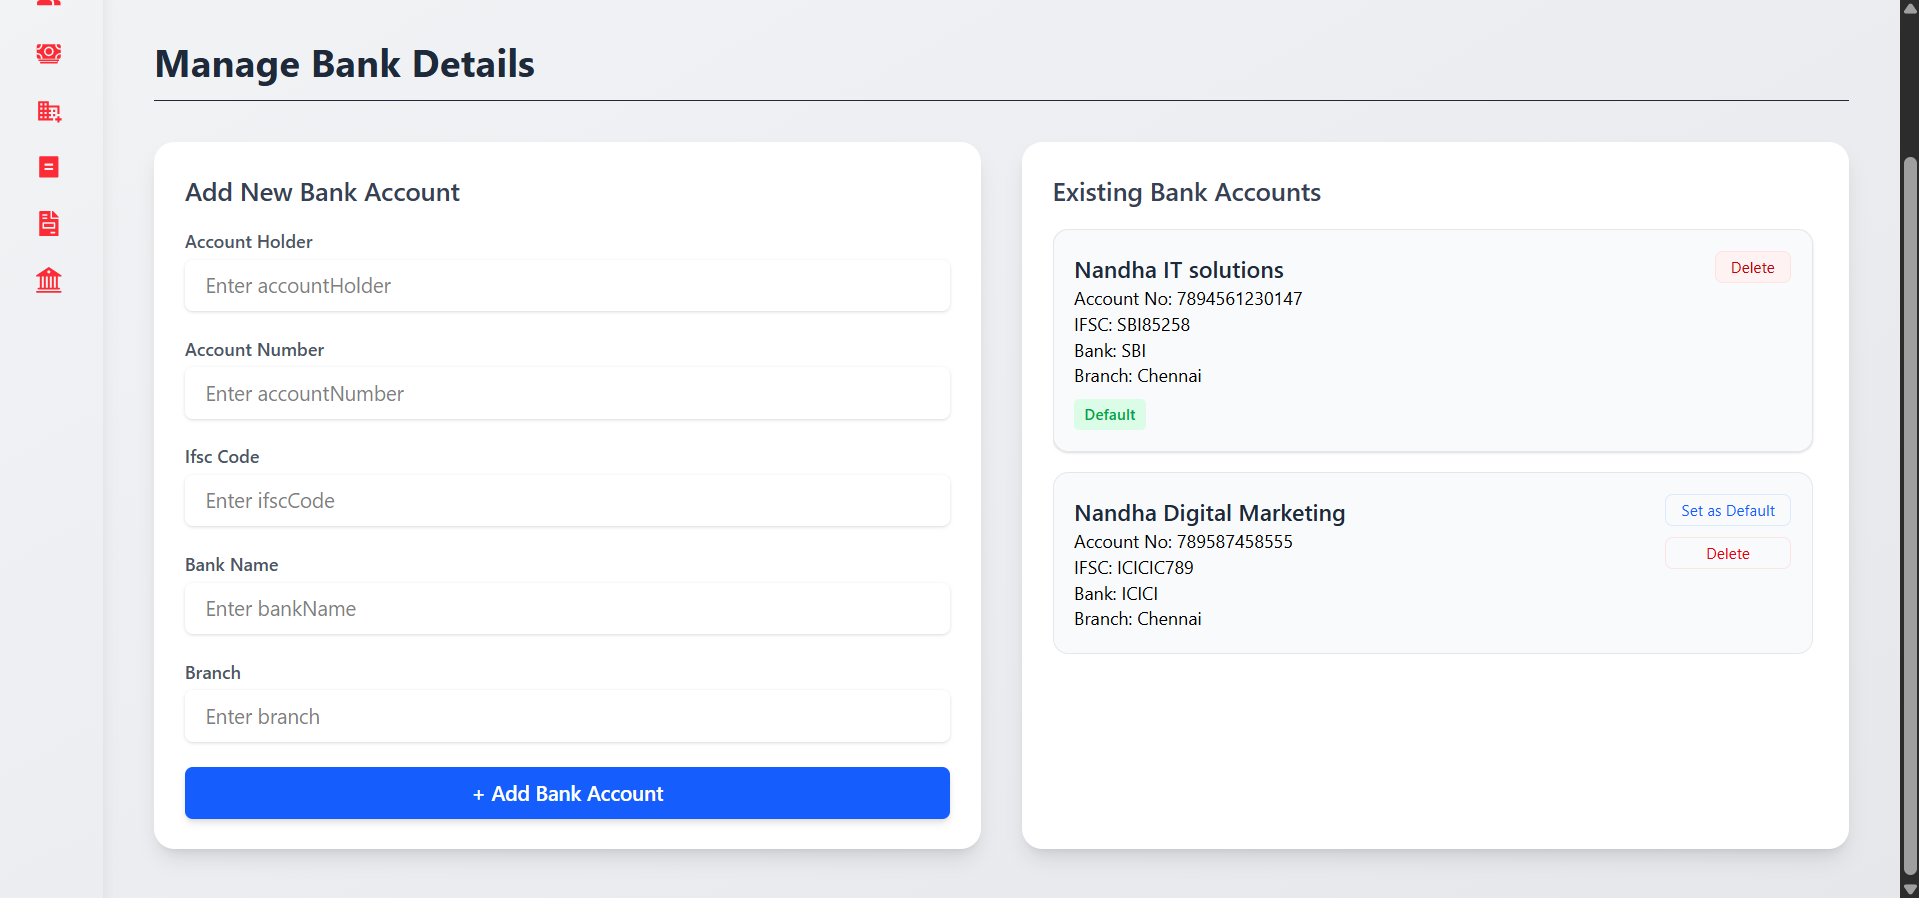 Manage Bank Details
Add New Bank Account
Account Holder
Enter accountHolder
Account Number
Enter accountNumber
Ifsc Code
Enter ifscCode
Bank Name
Enter bankName
Branch
Enter branch
+ Add Bank Account
Existing Bank Accounts
Nandha IT solutions
Delete
Account No: 7894561230147
IFSC: SBI85258
Bank: SBI
Branch: Chennai
Default
Nandha Digital Marketing
Set as Default
Account No: 789587458555
Delete
IFSC: ICICIC789
Bank: ICICI
Branch: Chennai